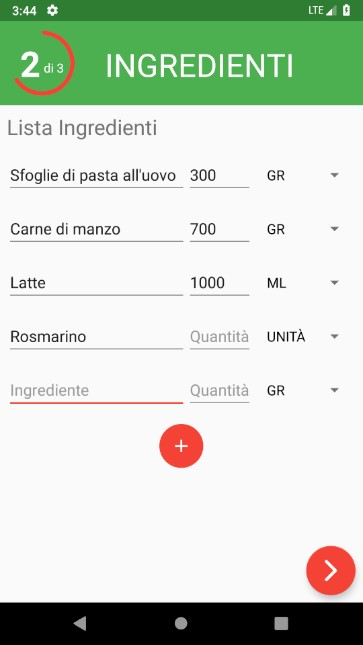 3:44 LTE
2 di 3 INGREDIENTI
Lista Ingredienti
Sfoglie di pasta all'uovo 300 GR
Carne di manzo 700 GR
Latte 1000 ML
Rosmarino Quantità UNITÀ
Ingrediente Quantità GR
+